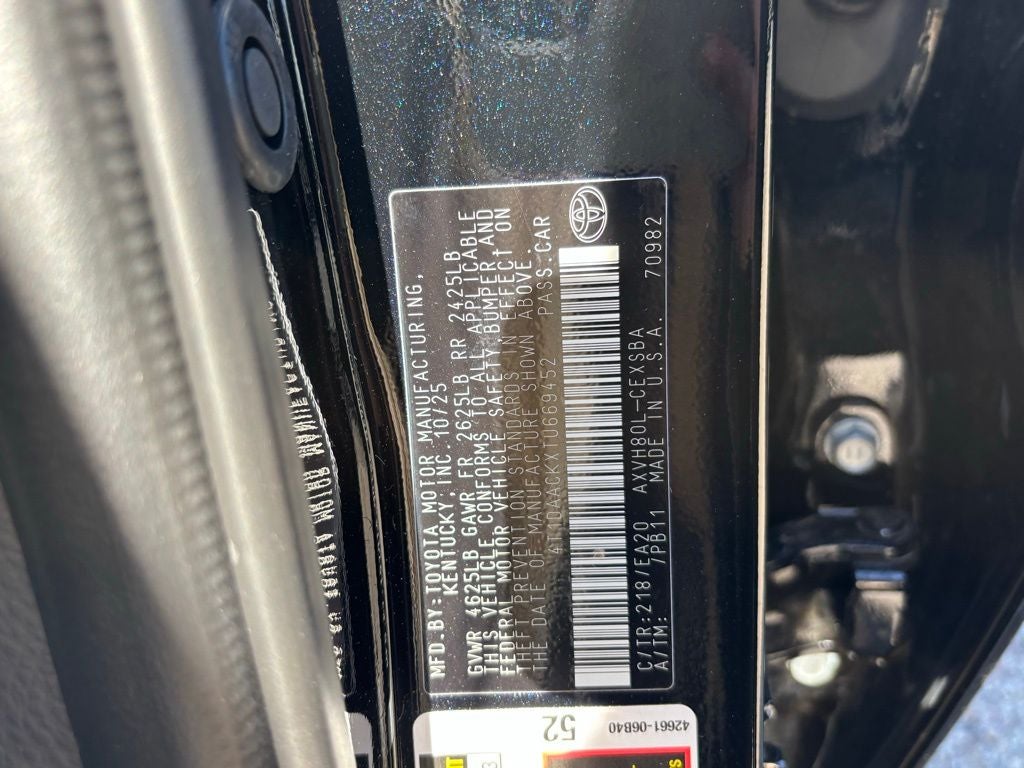 MFD.BY:TOYOTA MOTOR MANUFACTURING,
KENTUCKY, INC. 10/25
GVWR 4625LB GAWR FR 2625LB RR 2425LB
THIS VEHICLE CONFORMS TO ALL APPLICABLE
FEDERAL MOTOR VEHICLE SAFETY,BUMPER,AND
THEFT PREVENTION STANDARDS IN EFFECT ON
THE DATE OF MANUFACTURE SHOWN ABOVE.
PASS.CAR
C/TR:218/EA20 AXVH80L-CEXSBA
A/TM: /PB11 MADE IN U.S.A. 70982
52
42661-06B40